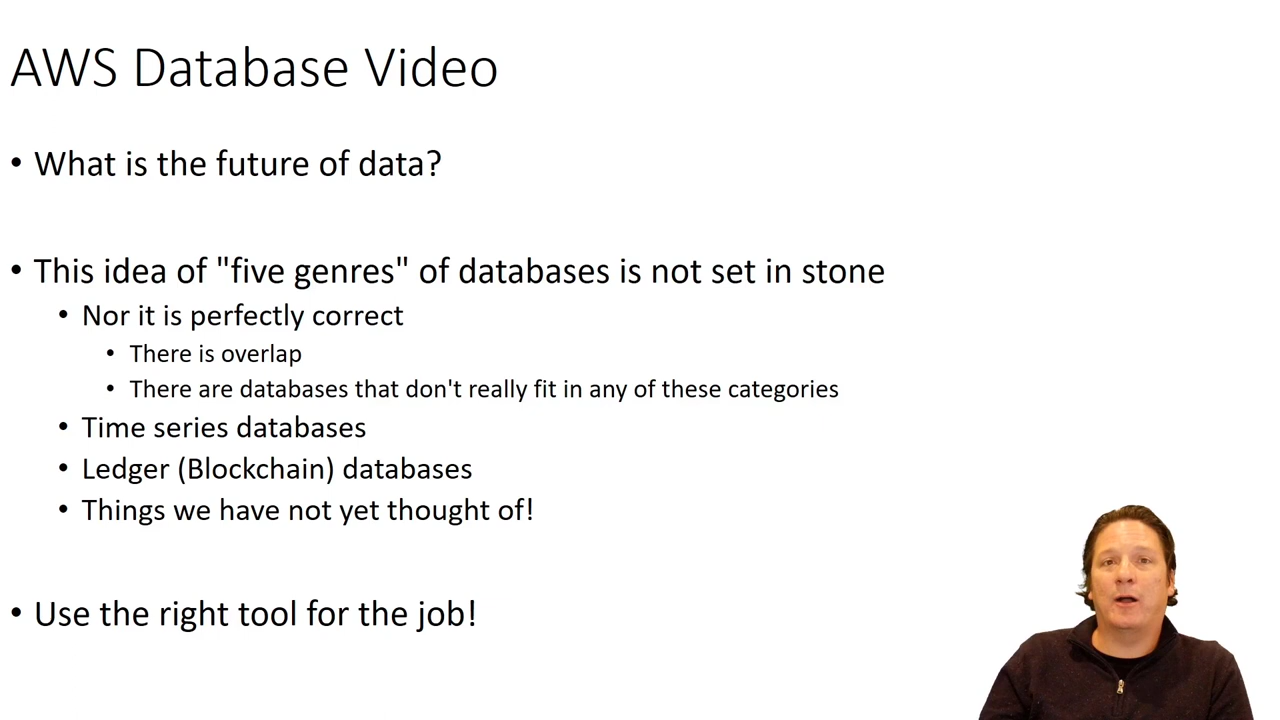 AWS Database Video
• What is the future of data?
• This idea of "five genres" of databases is not set in stone
• Nor it is perfectly correct
• There is overlap
• There are databases that don't really fit in any of these categories
• Time series databases
• Ledger (Blockchain) databases
• Things we have not yet thought of!
• Use the right tool for the job!